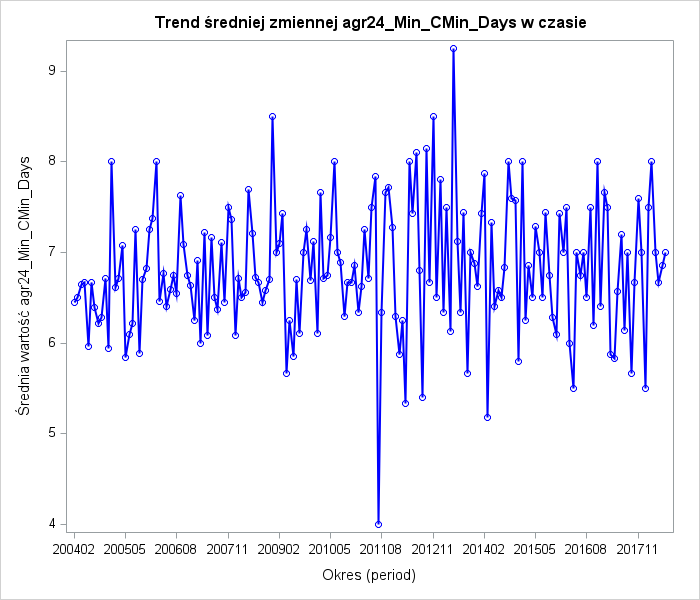 Trend średniej zmiennej agr24_Min_CMin_Days w czasie
Średnia wartość agr24_Min_CMin_Days
9
8
7
6
5
4
200402 200505 200608 200711 200902 201005 201108 201211 201402 201505 201608 201711
Okres (period)